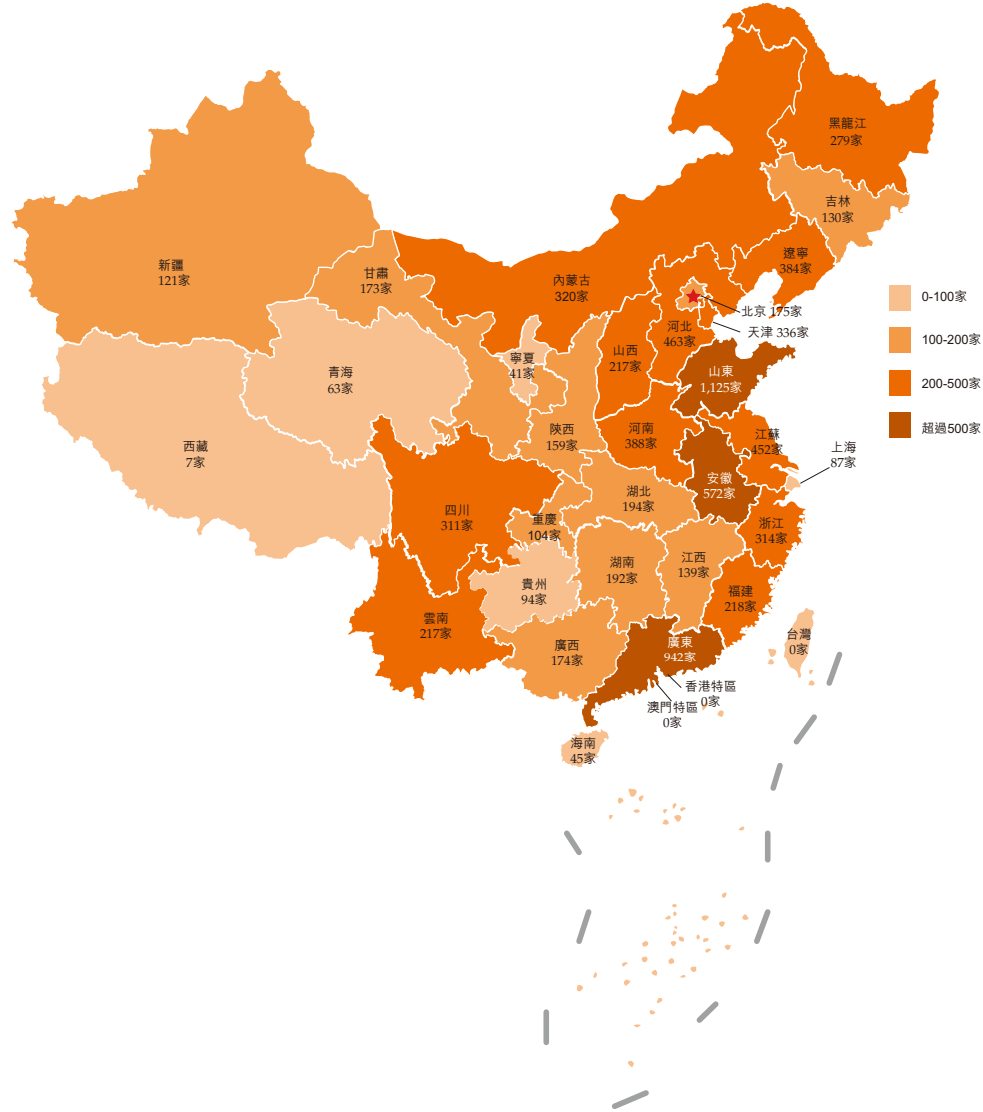 黑龍江
279家
吉林
130家
遼寧
384家
新疆
121家
甘肅
173家
內蒙古
320家
北京 175家
天津 336家
河北
463家
山西
217家
寧夏
41家
青海
63家
山東
1,125家
西藏
7家
陝西
159家
河南
388家
江蘇
452家
上海
87家
安徽
572家
湖北
194家
四川
311家
重慶
104家
浙江
314家
湖南
192家
江西
139家
貴州
94家
福建
218家
雲南
217家
廣西
174家
廣東
942家
台灣
0家
香港特區
0家
澳門特區
0家
海南
45家
0-100家
100-200家
200-500家
超過500家